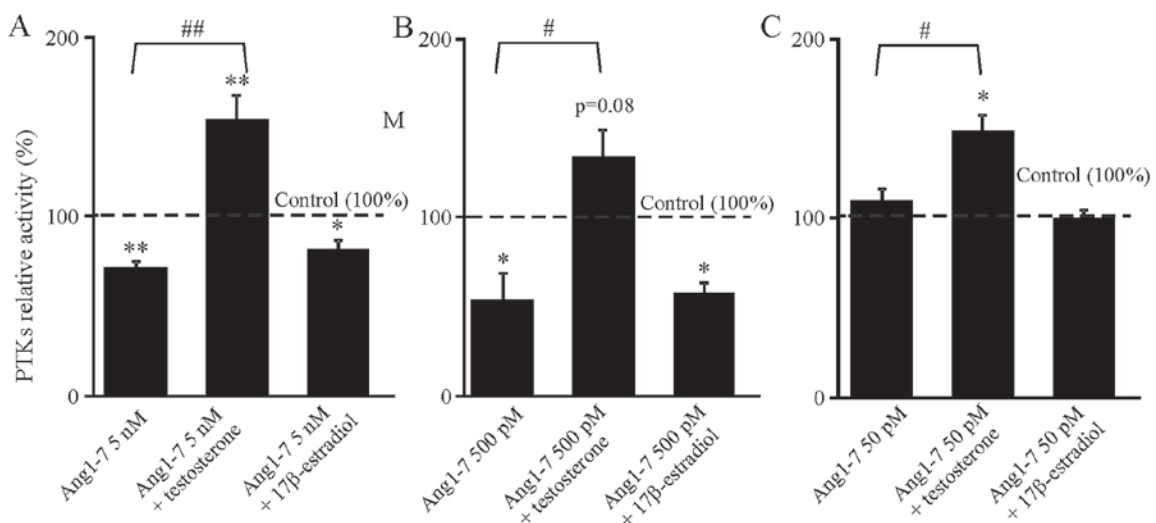 A
B
C
PTKs relative activity (%)
200
100
0
##
**
**
*
Control (100%)
Ang1-7 5 nM
Ang1-7 5 nM
+ testosterone
Ang1-7 5 nM
+ 17β-estradiol
M
200
100
0
#
p=0.08
*
*
Control (100%)
Ang1-7 500 pM
Ang1-7 500 pM
+ testosterone
Ang1-7 500 pM
+ 17β-estradiol
200
100
0
#
*
Control (100%)
Ang1-7 50 pM
Ang1-7 50 pM
+ testosterone
Ang1-7 50 pM
+ 17β-estradiol